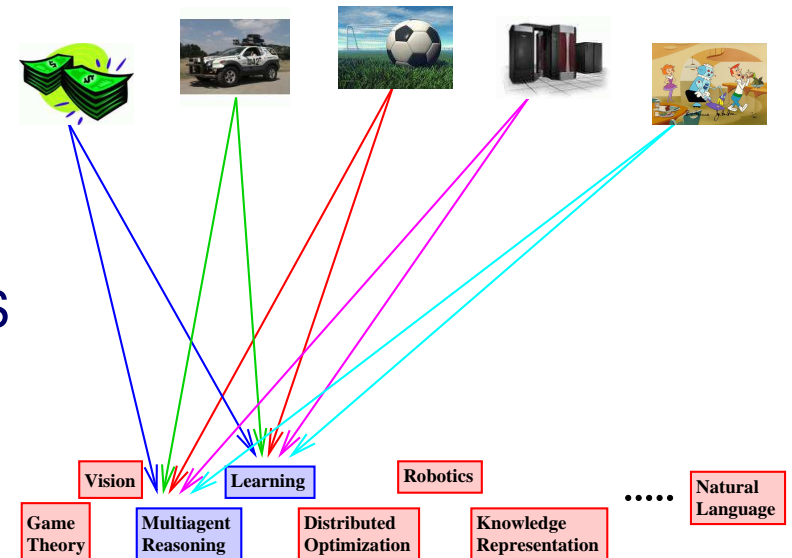 S
Vision
Learning
Robotics
.....
Natural
Language
Game
Theory
Multiagent
Reasoning
Distributed
Optimization
Knowledge
Representation